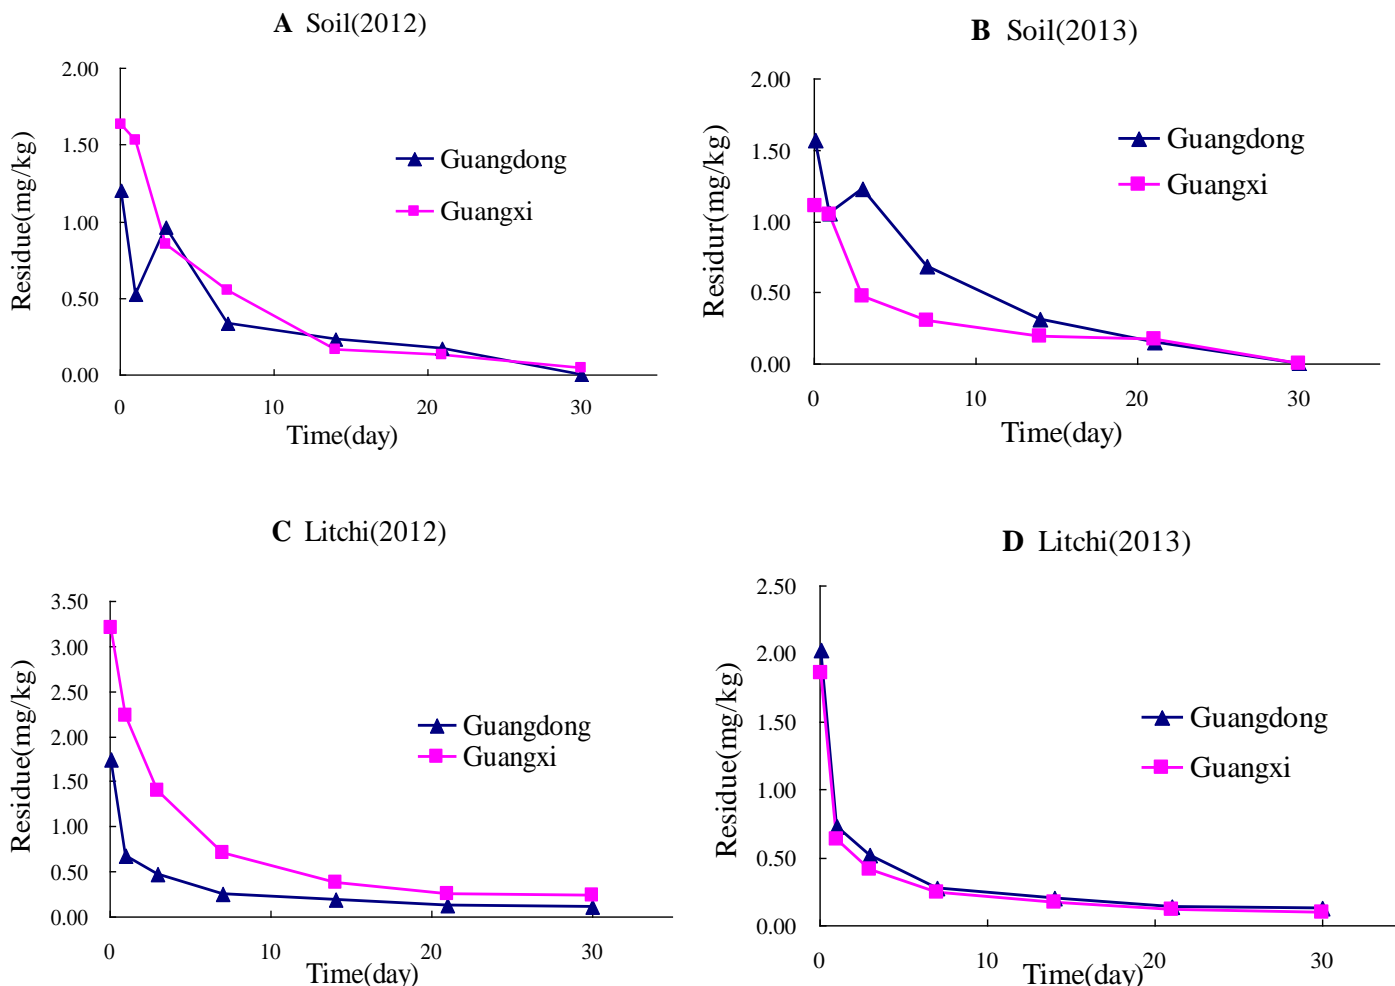 A Soil(2012)
2.00
1.50
1.00
0.50
0.00
Residue(mg/kg)
Guangdong
Guangxi
0 10 20 30
Time(day)
B Soil(2013)
2.00
1.50
1.00
0.50
0.00
Residur(mg/kg)
Guangdong
Guangxi
0 10 20 30
Time(day)
C Litchi(2012)
3.50
3.00
2.50
2.00
1.50
1.00
0.50
0.00
Residue(mg/kg)
Guangdong
Guangxi
0 10 20 30
Time(day)
D Litchi(2013)
2.50
2.00
1.50
1.00
0.50
0.00
Residue(mg/kg)
Guangdong
Guangxi
0 10 20 30
Time(day)